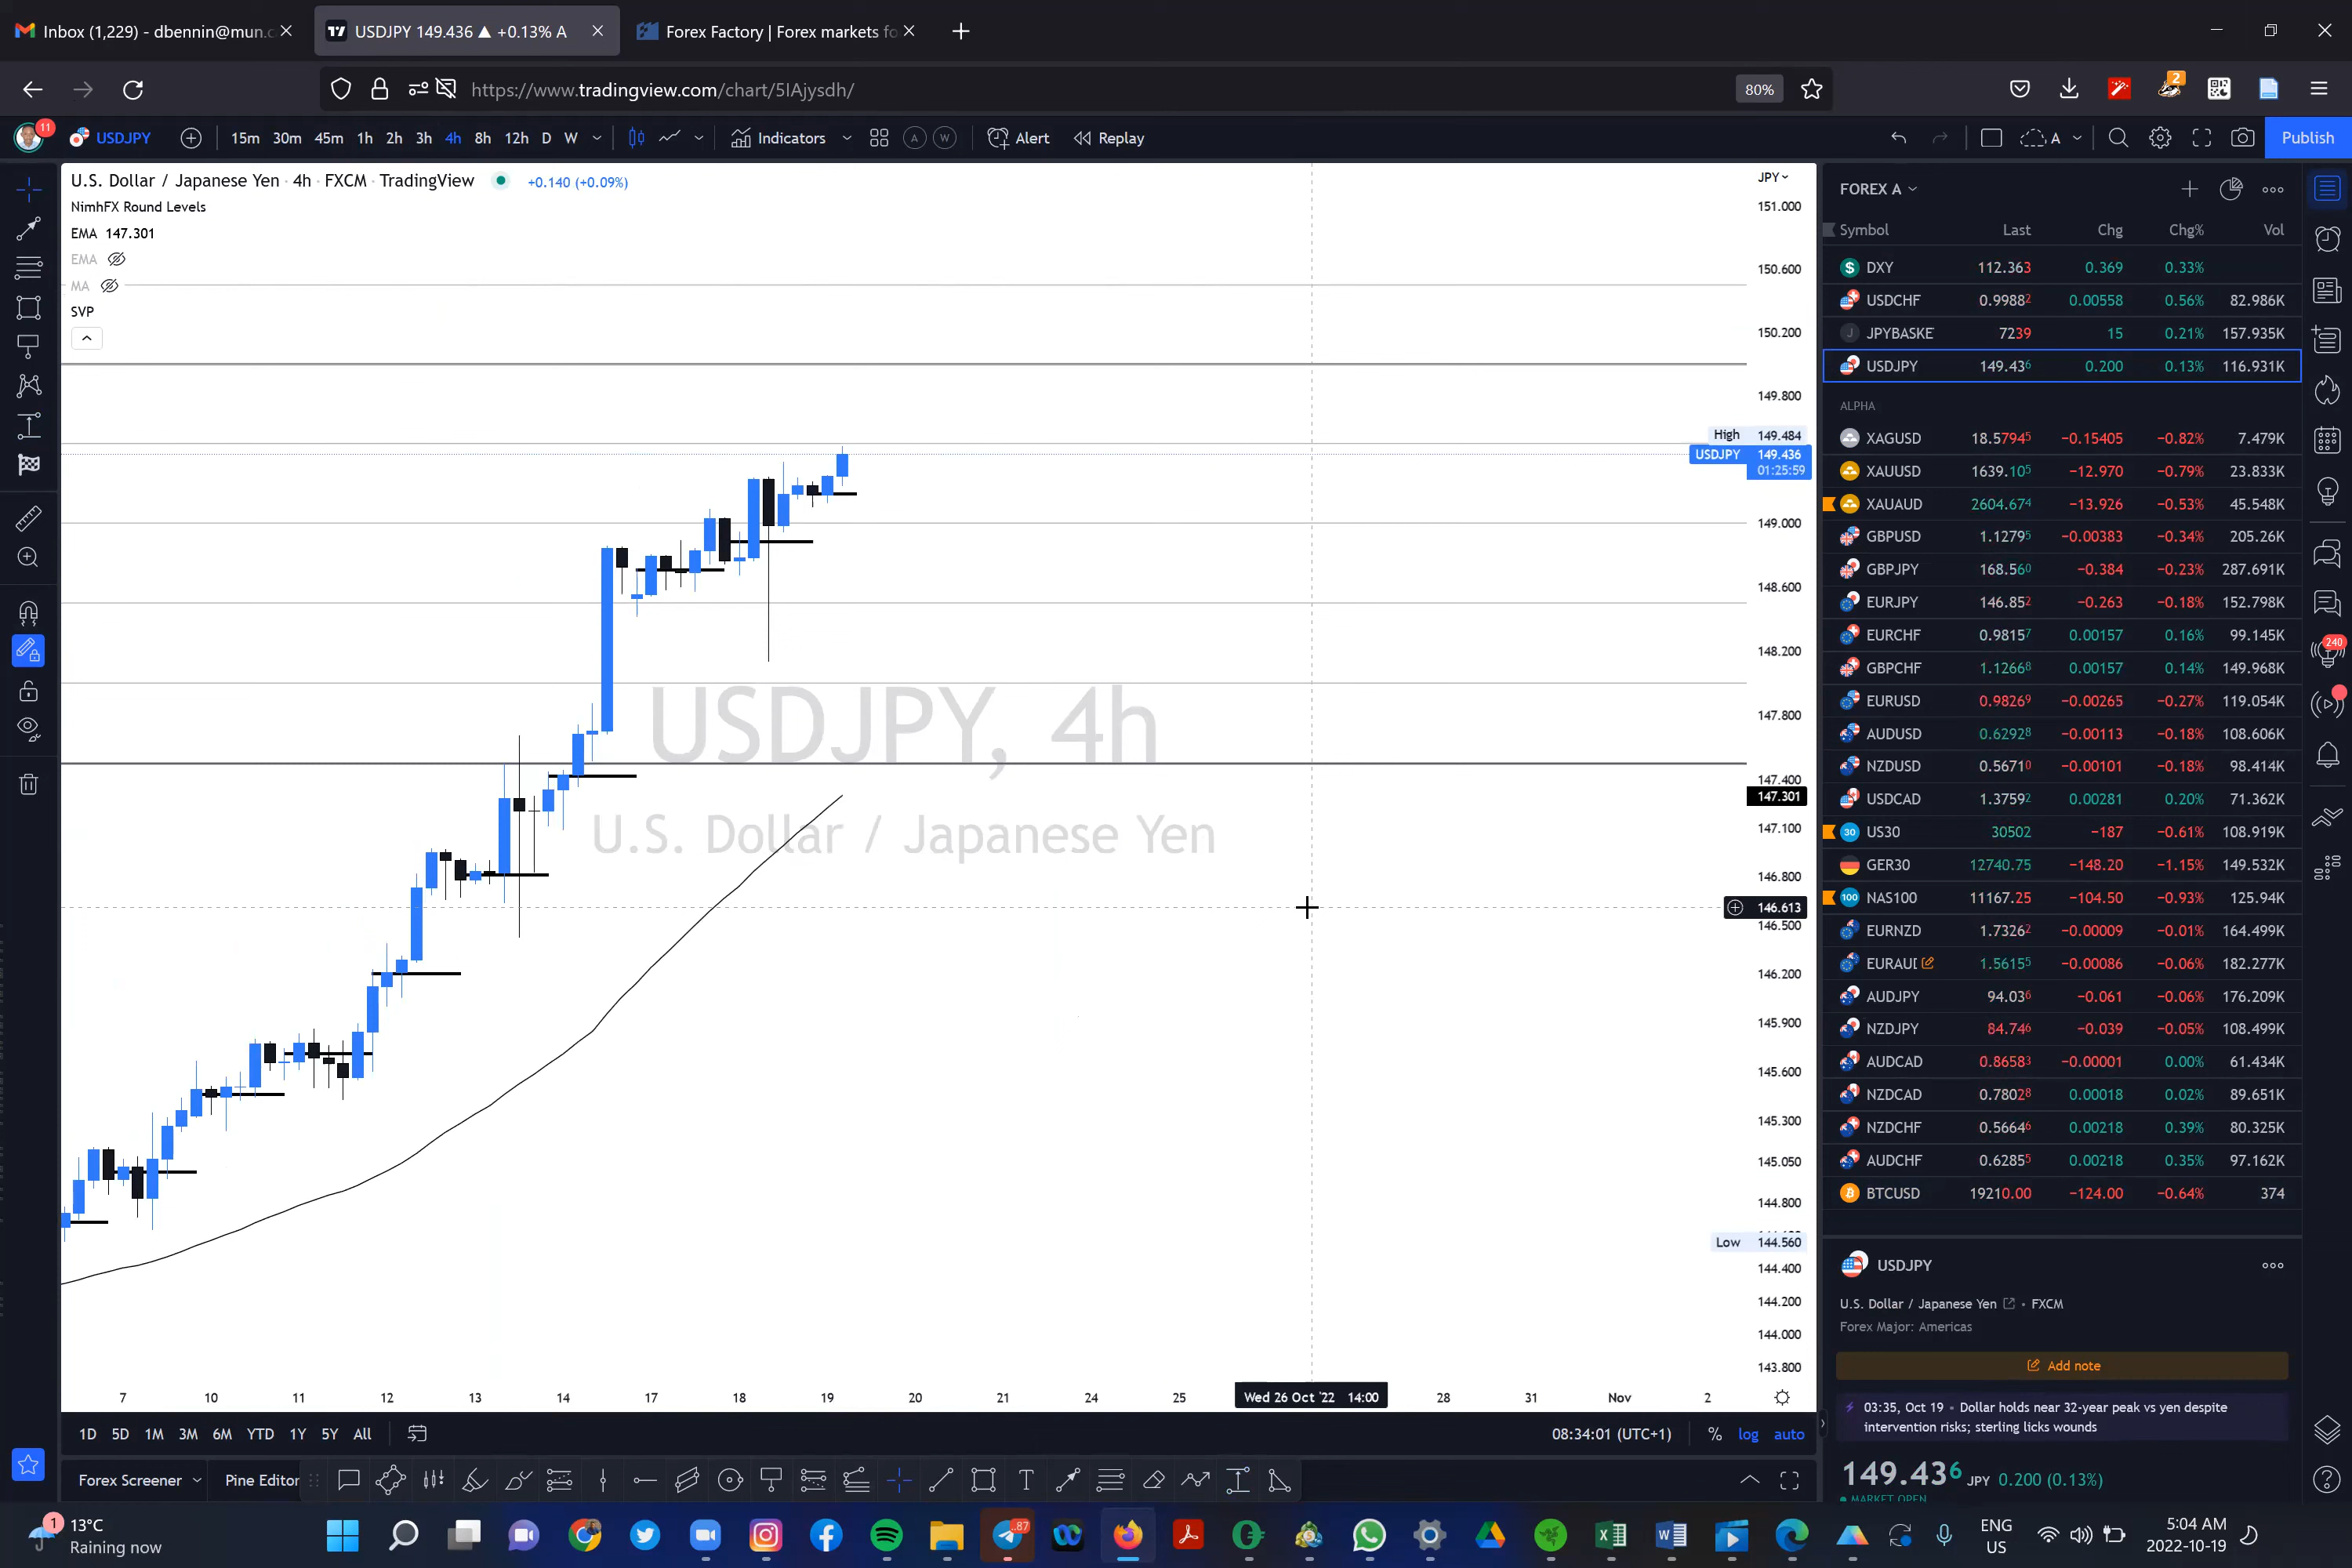 Inbox (1,229) - dbennin@mun.c
USDJPY 149.436 ▲ +0.13% A
Forex Factory | Forex markets fo
https://www.tradingview.com/chart/5IAjysdh/
80%
2
11
USDJPY
15m 30m 45m 1h 2h 3h 4h 8h 12h D W
Indicators
A W
Alert
Replay
A
Publish
U.S. Dollar / Japanese Yen · 4h · FXCM · TradingView
+0.140 (+0.09%)
NimhFX Round Levels
EMA 147.301
EMA
MA
SVP
USDJPY, 4h
U.S. Dollar / Japanese Yen
JPY
151.000
150.600
150.200
149.800
High 149.484
USDJPY 149.436
01:25:59
149.000
148.600
148.200
147.800
147.400
147.301
147.100
146.800
146.613
146.500
146.200
145.900
145.600
145.300
145.050
144.800
Low 144.560
144.400
144.200
144.000
143.800
7 10 11 12 13 14 17 18 19 20 21 24 25 Wed 26 Oct '22 14:00 28 31 Nov 2
1D 5D 1M 3M 6M YTD 1Y 5Y All
08:34:01 (UTC+1) % log auto
Forex Screener
Pine Editor
FOREX A
Symbol Last Chg Chg% Vol
DXY 112.363 0.369 0.33%
USDCHF 0.99882 0.00558 0.56% 82.986K
JPYBASKE 7239 15 0.21% 157.935K
USDJPY 149.436 0.200 0.13% 116.931K
ALPHA
XAGUSD 18.57945 −0.15405 −0.82% 7.479K
XAUUSD 1639.105 −12.970 −0.79% 23.833K
XAUAUD 2604.674 −13.926 −0.53% 45.548K
GBPUSD 1.12795 −0.00383 −0.34% 205.26K
GBPJPY 168.560 −0.384 −0.23% 287.691K
EURJPY 146.852 −0.263 −0.18% 152.798K
EURCHF 0.98157 0.00157 0.16% 99.145K
GBPCHF 1.12668 0.00157 0.14% 149.968K
EURUSD 0.98269 −0.00265 −0.27% 119.054K
AUDUSD 0.62928 −0.00113 −0.18% 108.606K
NZDUSD 0.56710 −0.00101 −0.18% 98.414K
USDCAD 1.37592 0.00281 0.20% 71.362K
30 US30 30502 −187 −0.61% 108.919K
GER30 12740.75 −148.20 −1.15% 149.532K
100 NAS100 11167.25 −104.50 −0.93% 125.94K
EURNZD 1.73262 −0.00009 −0.01% 164.499K
EURAUI 1.56155 −0.00086 −0.06% 182.277K
AUDJPY 94.036 −0.061 −0.06% 176.209K
NZDJPY 84.746 −0.039 −0.05% 108.499K
AUDCAD 0.86583 −0.00001 0.00% 61.434K
NZDCAD 0.78028 0.00018 0.02% 89.651K
NZDCHF 0.56646 0.00218 0.39% 80.325K
AUDCHF 0.62855 0.00218 0.35% 97.162K
BTCUSD 19210.00 −124.00 −0.64% 374
USDJPY
U.S. Dollar / Japanese Yen • FXCM
Forex Major: Americas
Add note
03:35, Oct 19 • Dollar holds near 32-year peak vs yen despite
intervention risks; sterling licks wounds
149.436 JPY 0.200 (0.13%)
MARKET OPEN
240
1
13°C
Raining now
87
ENG
US
5:04 AM
2022-10-19